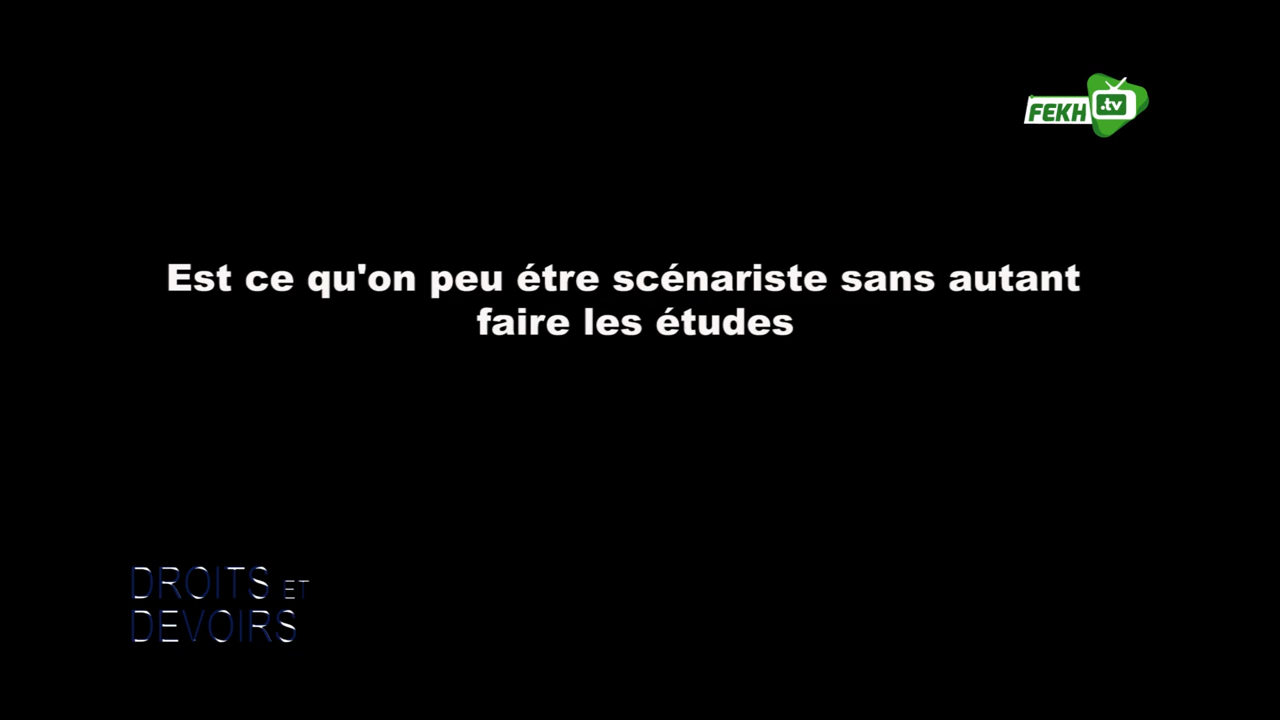 FEKH .tv
Est ce qu'on peu étre scénariste sans autant
faire les études
DROITS ET
DEVOIRS